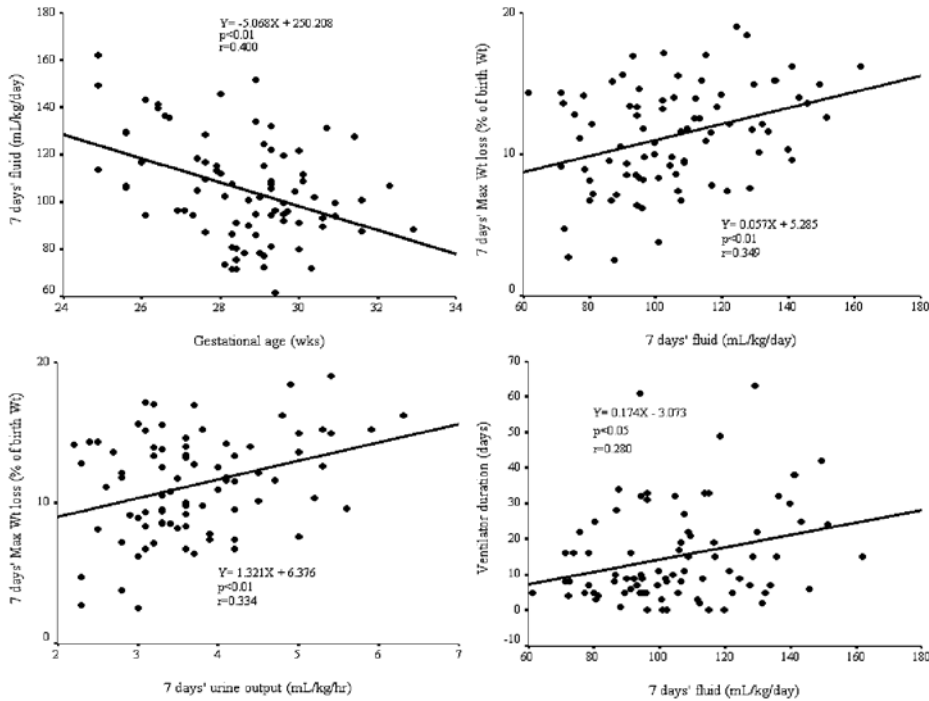 Y= -5.068X + 250.208
p<0.01
r=0.400
7 days' fluid (mL/kg/day)
180
160
140
120
100
80
60
24 26 28 30 32 34
Gestational age (wks)
Y= 0.057X + 5.285
p<0.01
r=0.349
7 days' Max Wt loss (% of birth Wt)
20
10
0
60 80 100 120 140 160 180
7 days' fluid (mL/kg/day)
Y= 1.321X + 6.376
p<0.01
r=0.334
7 days' Max Wt loss (% of birth Wt)
20
10
0
2 3 4 5 6 7
7 days' urine output (mL/kg/hr)
Y= 0.174X - 3.073
p<0.05
r=0.280
Ventilator duration (days)
70
60
50
40
30
20
10
0
-10
60 80 100 120 140 160 180
7 days' fluid (mL/kg/day)